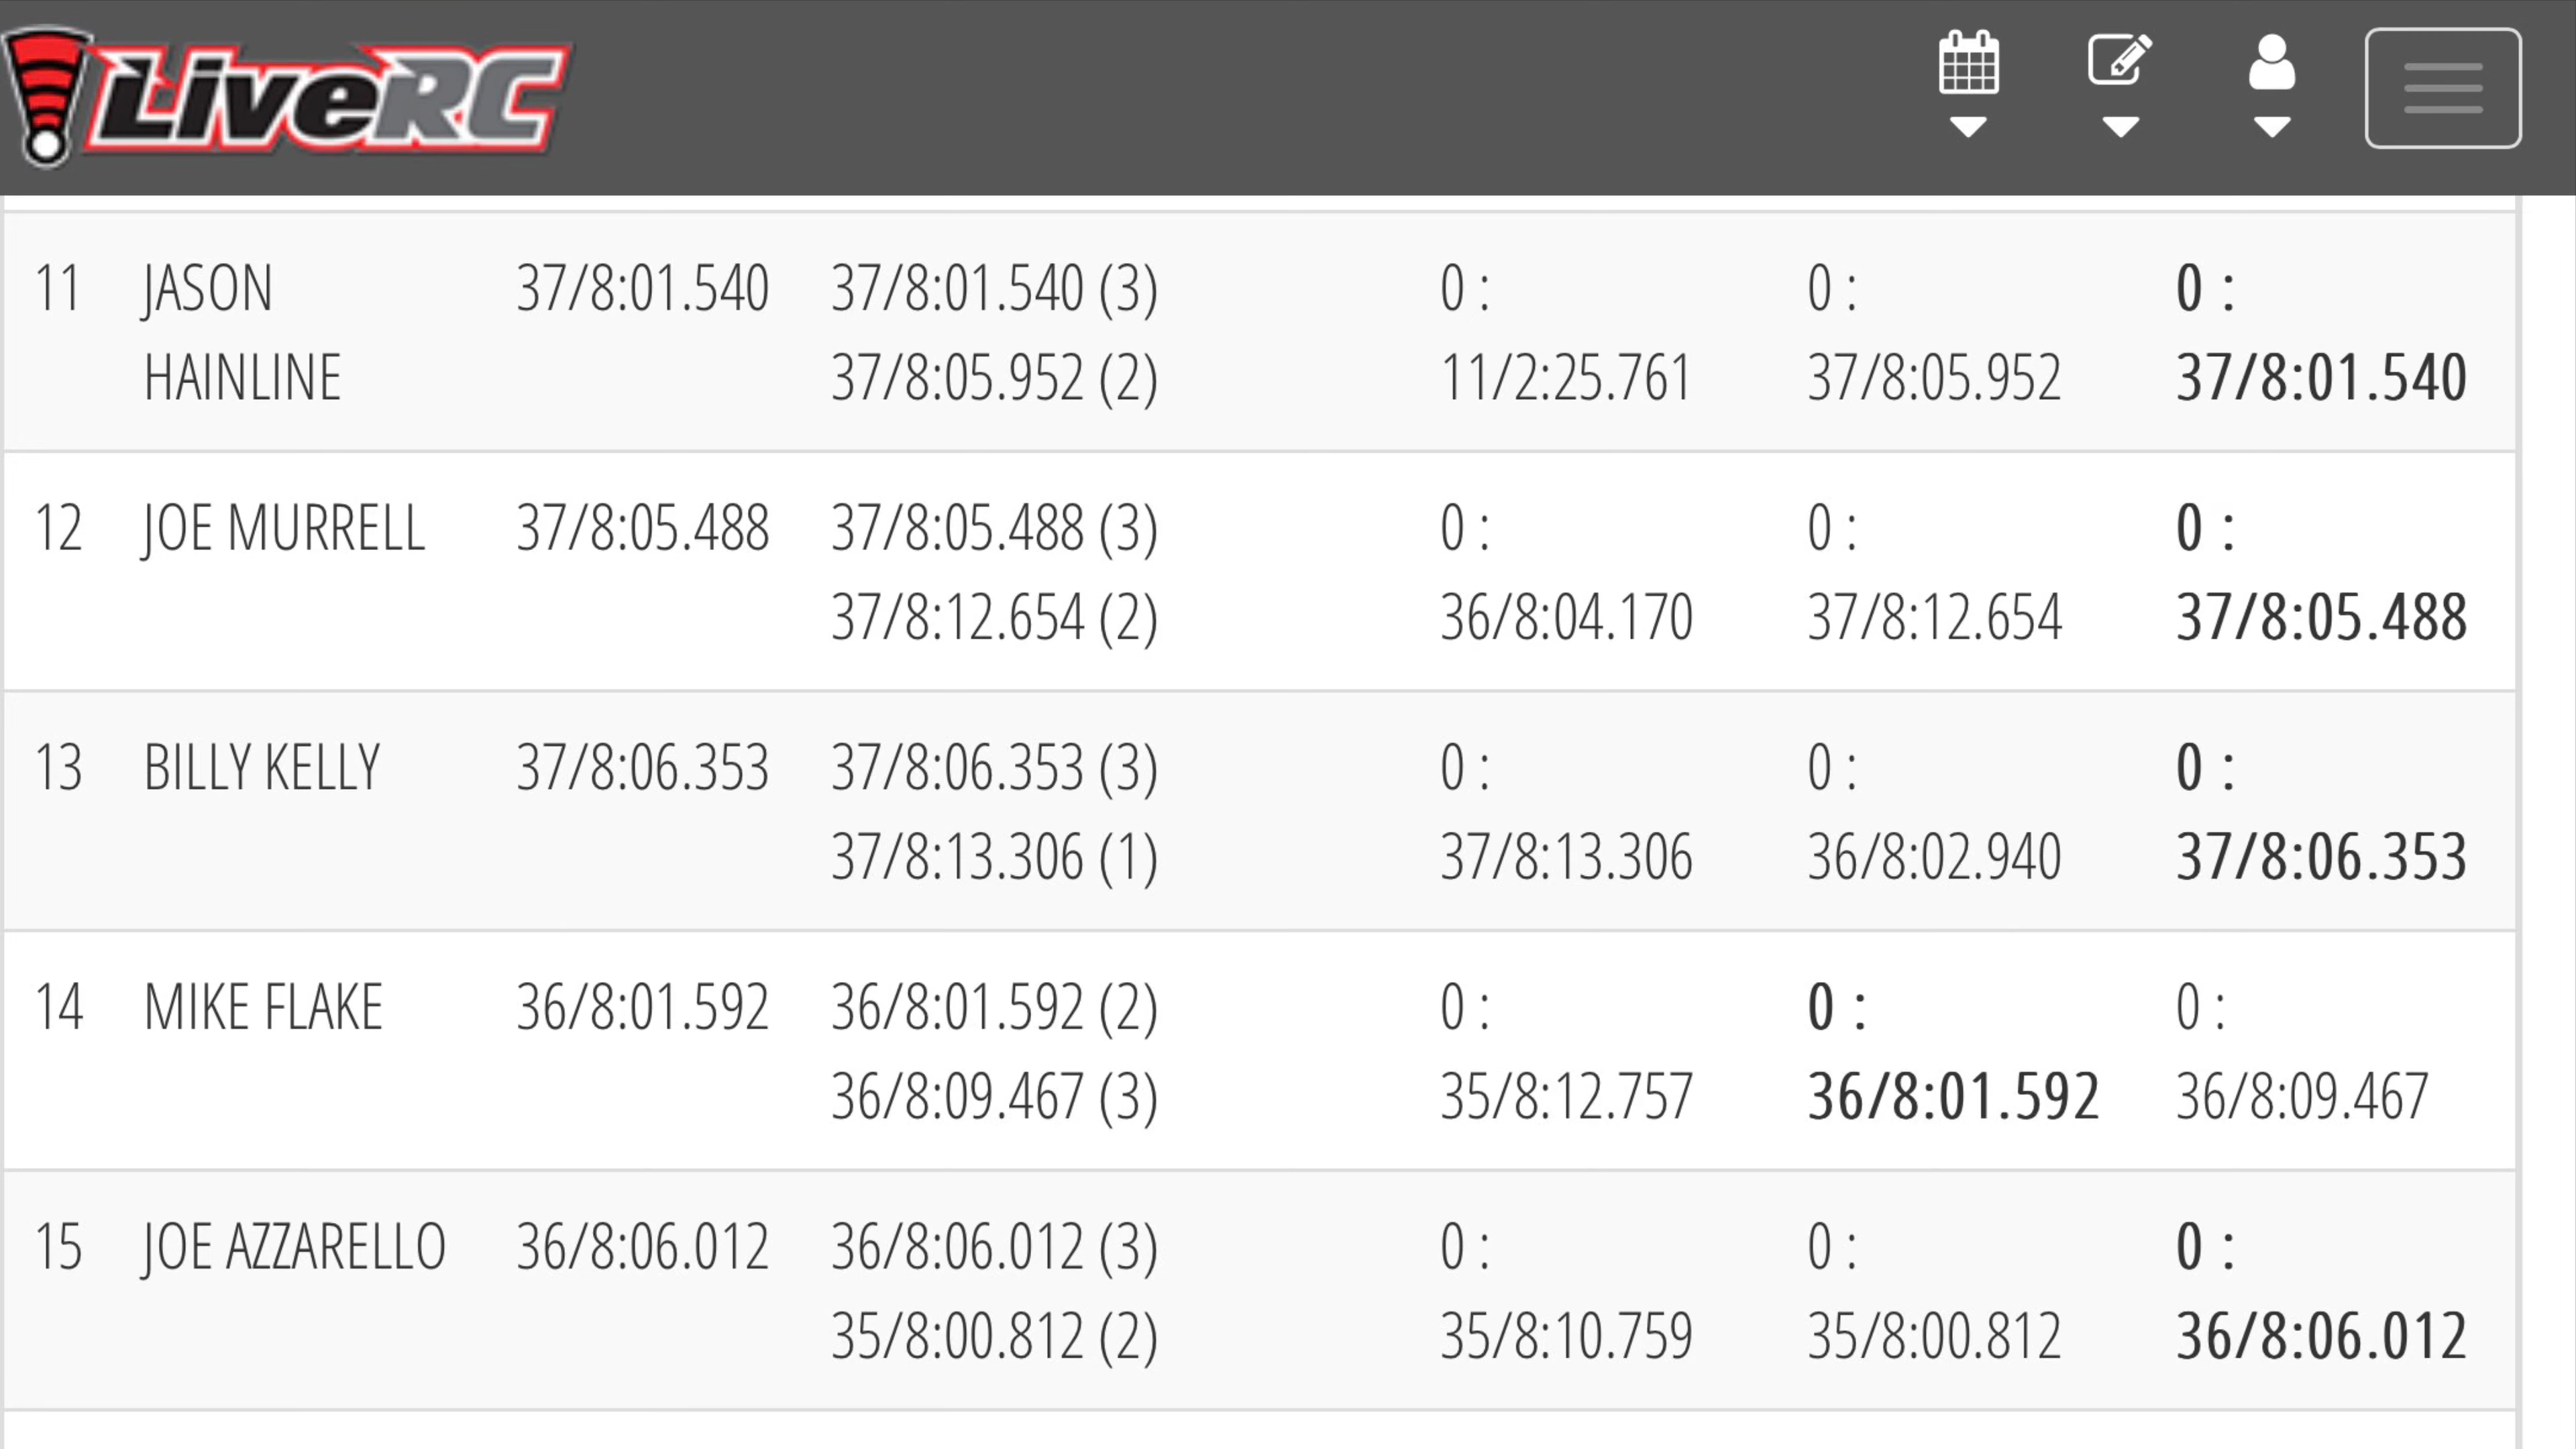 LiveRC
11 JASON 37/8:01.540 37/8:01.540 (3) 0 : 0 : 0 :
HAINLINE 37/8:05.952 (2) 11/2:25.761 37/8:05.952 37/8:01.540
12 JOE MURRELL 37/8:05.488 37/8:05.488 (3) 0 : 0 : 0 :
37/8:12.654 (2) 36/8:04.170 37/8:12.654 37/8:05.488
13 BILLY KELLY 37/8:06.353 37/8:06.353 (3) 0 : 0 : 0 :
37/8:13.306 (1) 37/8:13.306 36/8:02.940 37/8:06.353
14 MIKE FLAKE 36/8:01.592 36/8:01.592 (2) 0 : 0 : 0 :
36/8:09.467 (3) 35/8:12.757 36/8:01.592 36/8:09.467
15 JOE AZZARELLO 36/8:06.012 36/8:06.012 (3) 0 : 0 : 0 :
35/8:00.812 (2) 35/8:10.759 35/8:00.812 36/8:06.012